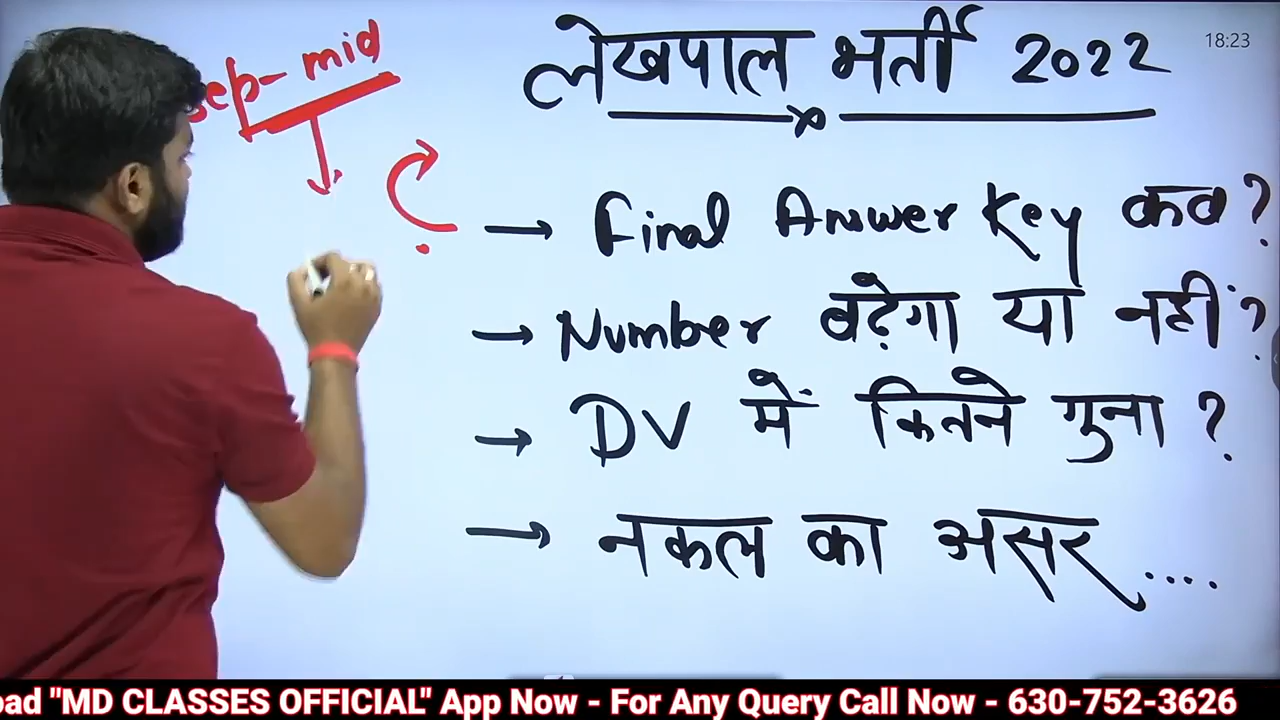 sep- mid
लेखपाल भर्ती 2022
18:23
→ Final Answer Key कब?
→ Number बढ़ेगा या नहीं?
→ DV में कितने गुना?
→ नकल का असर....
oad "MD CLASSES OFFICIAL" App Now - For Any Query Call Now - 630-752-3626